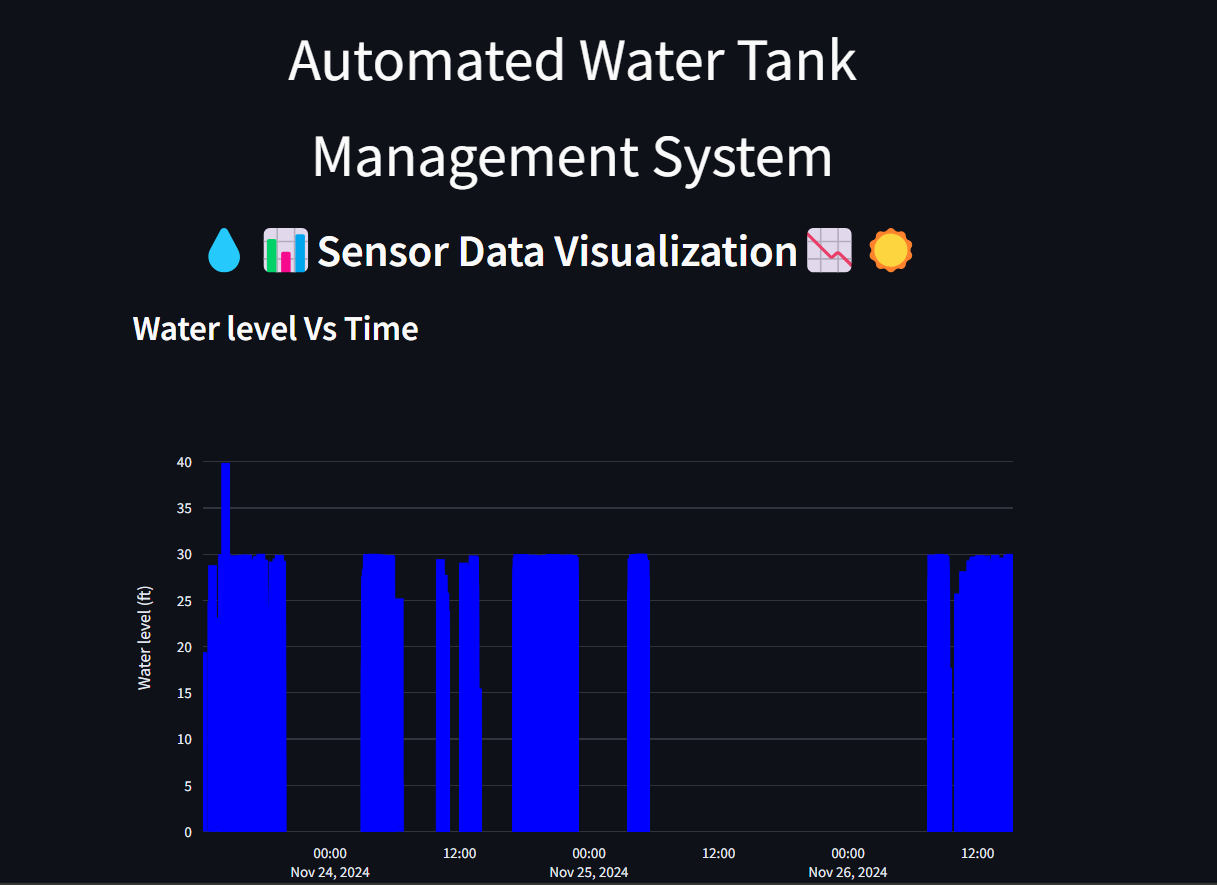 Automated Water Tank
Management System
💧 📊 Sensor Data Visualization 📉 ☀️
Water level Vs Time
Water level (ft)
40
35
30
25
20
15
10
5
0
00:00 12:00 00:00 12:00 00:00 12:00
Nov 24, 2024 Nov 25, 2024 Nov 26, 2024